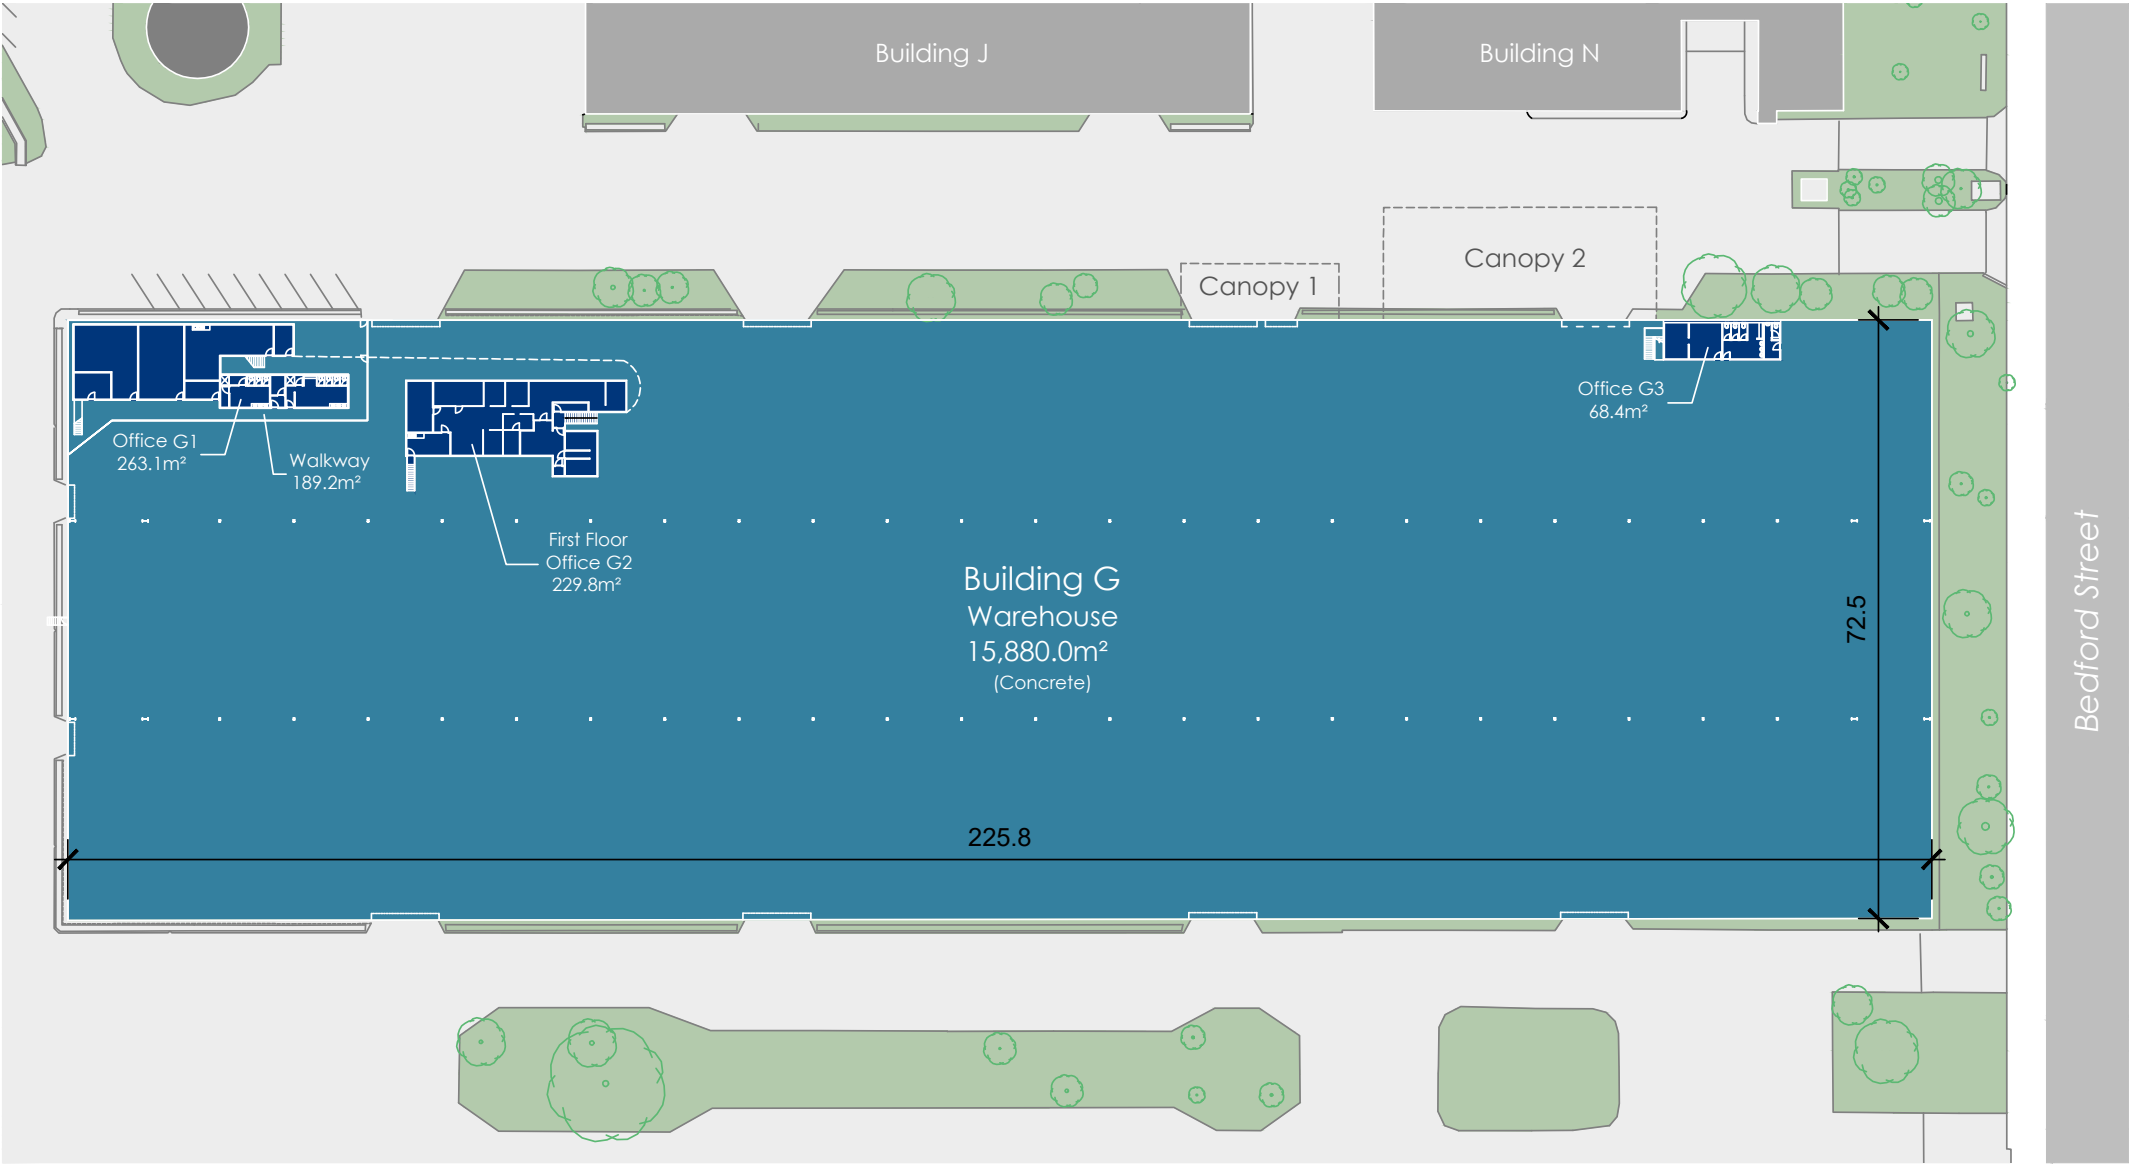 Building J
Building N
Canopy 2
Canopy 1
Office G3
68.4m²
Office G1
263.1m²
Walkway
189.2m²
First Floor
Office G2
229.8m²
Building G
Warehouse
15,880.0m²
(Concrete)
72.5
Bedford Street
225.8